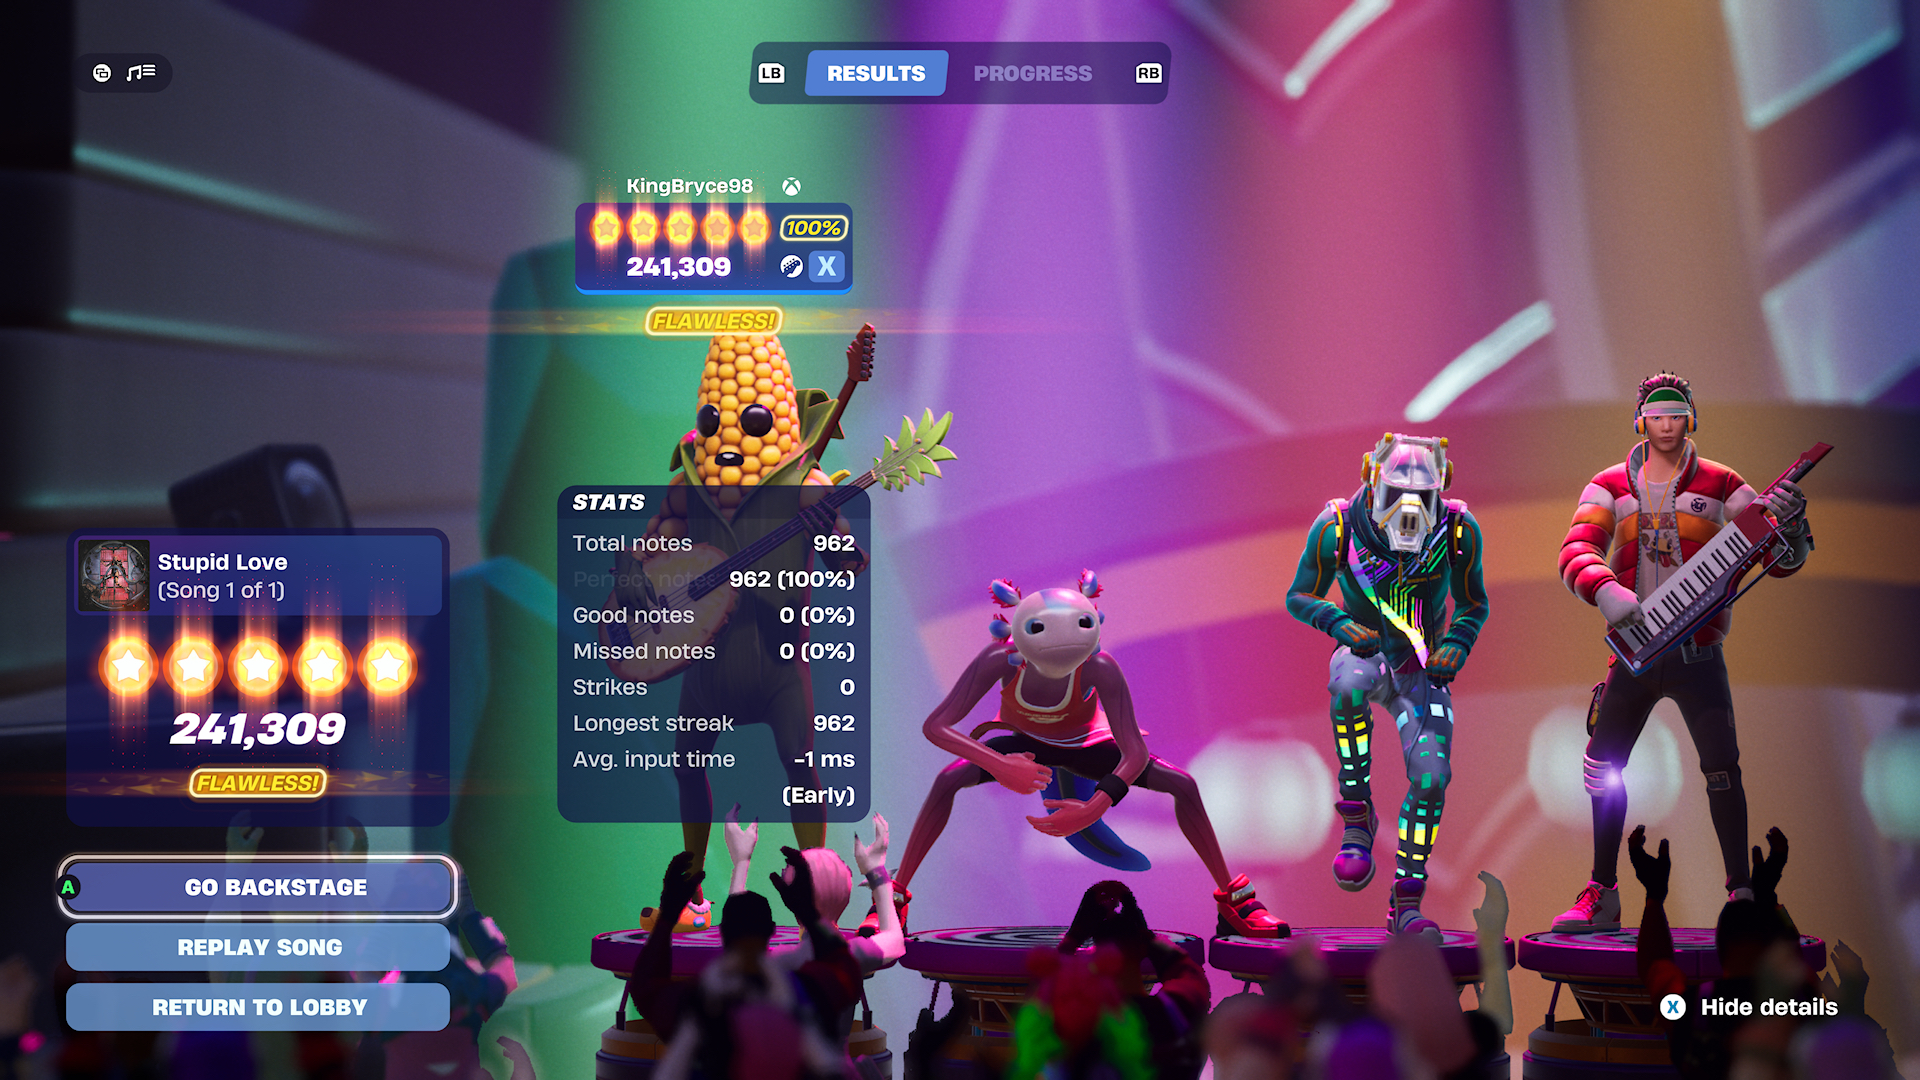 LB
RESULTS
PROGRESS
RB
KingBryce98
100%
241,309
X
FLAWLESS!
STATS
Total notes 962
Perfect notes 962 (100%)
Good notes 0 (0%)
Missed notes 0 (0%)
Strikes 0
Longest streak 962
Avg. input time -1 ms
(Early)
Stupid Love
(Song 1 of 1)
241,309
FLAWLESS!
A GO BACKSTAGE
REPLAY SONG
RETURN TO LOBBY
X Hide details